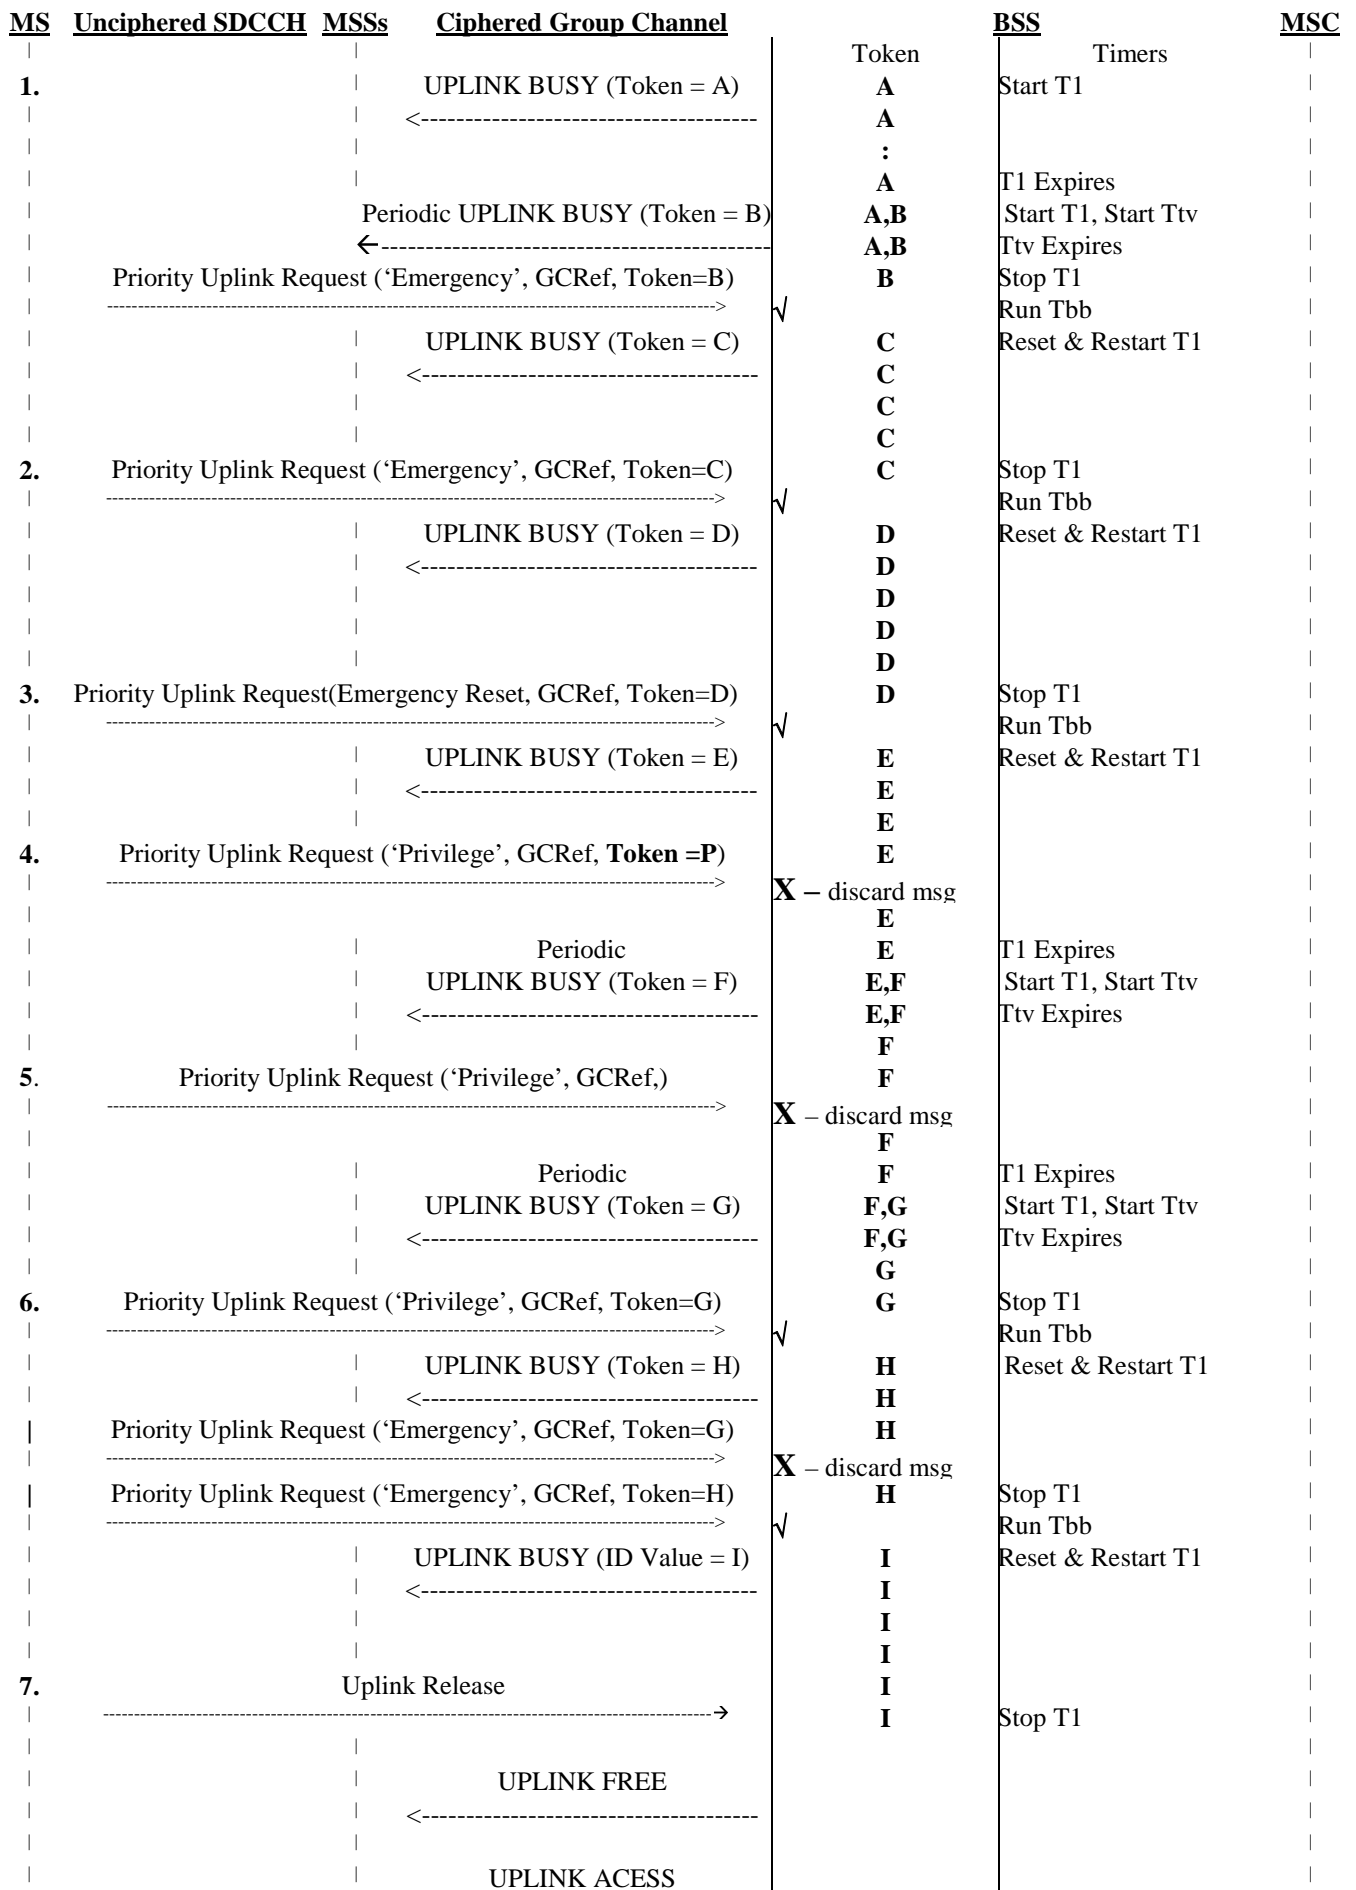 MS Unciphered SDCCH MSSs Ciphered Group Channel BSS MSC
Token Timers
1. UPLINK BUSY (Token = A) A Start T1
<-------------------------------------- A
:
A T1 Expires
Periodic UPLINK BUSY (Token = B) A,B Start T1, Start Ttv
←-------------------------------------------- A,B Ttv Expires
Priority Uplink Request (‘Emergency’, GCRef, Token=B) B Stop T1
----------------------------------------> √ Run Tbb
UPLINK BUSY (Token = C) C Reset & Restart T1
<-------------------------------------- C
C
C
2. Priority Uplink Request (‘Emergency’, GCRef, Token=C) C Stop T1
----------------------------------------> √ Run Tbb
UPLINK BUSY (Token = D) D Reset & Restart T1
<-------------------------------------- D
D
D
D
3. Priority Uplink Request(Emergency Reset, GCRef, Token=D) D Stop T1
----------------------------------------> √ Run Tbb
UPLINK BUSY (Token = E) E Reset & Restart T1
<-------------------------------------- E
E
4. Priority Uplink Request (‘Privilege’, GCRef, Token =P) E
----------------------------------------> X – discard msg
E
Periodic E T1 Expires
UPLINK BUSY (Token = F) E,F Start T1, Start Ttv
<-------------------------------------- E,F Ttv Expires
F
5. Priority Uplink Request (‘Privilege’, GCRef,) F
----------------------------------------> X – discard msg
F
Periodic F T1 Expires
UPLINK BUSY (Token = G) F,G Start T1, Start Ttv
<-------------------------------------- F,G Ttv Expires
G
6. Priority Uplink Request (‘Privilege’, GCRef, Token=G) G Stop T1
----------------------------------------> √ Run Tbb
UPLINK BUSY (Token = H) H Reset & Restart T1
<-------------------------------------- H
Priority Uplink Request (‘Emergency’, GCRef, Token=G) H
----------------------------------------> X – discard msg
Priority Uplink Request (‘Emergency’, GCRef, Token=H) H Stop T1
----------------------------------------> √ Run Tbb
UPLINK BUSY (ID Value = I) I Reset & Restart T1
<-------------------------------------- I
I
I
7. Uplink Release I
----------------------------------------→ I Stop T1
UPLINK FREE
<--------------------------------------
UPLINK ACESS